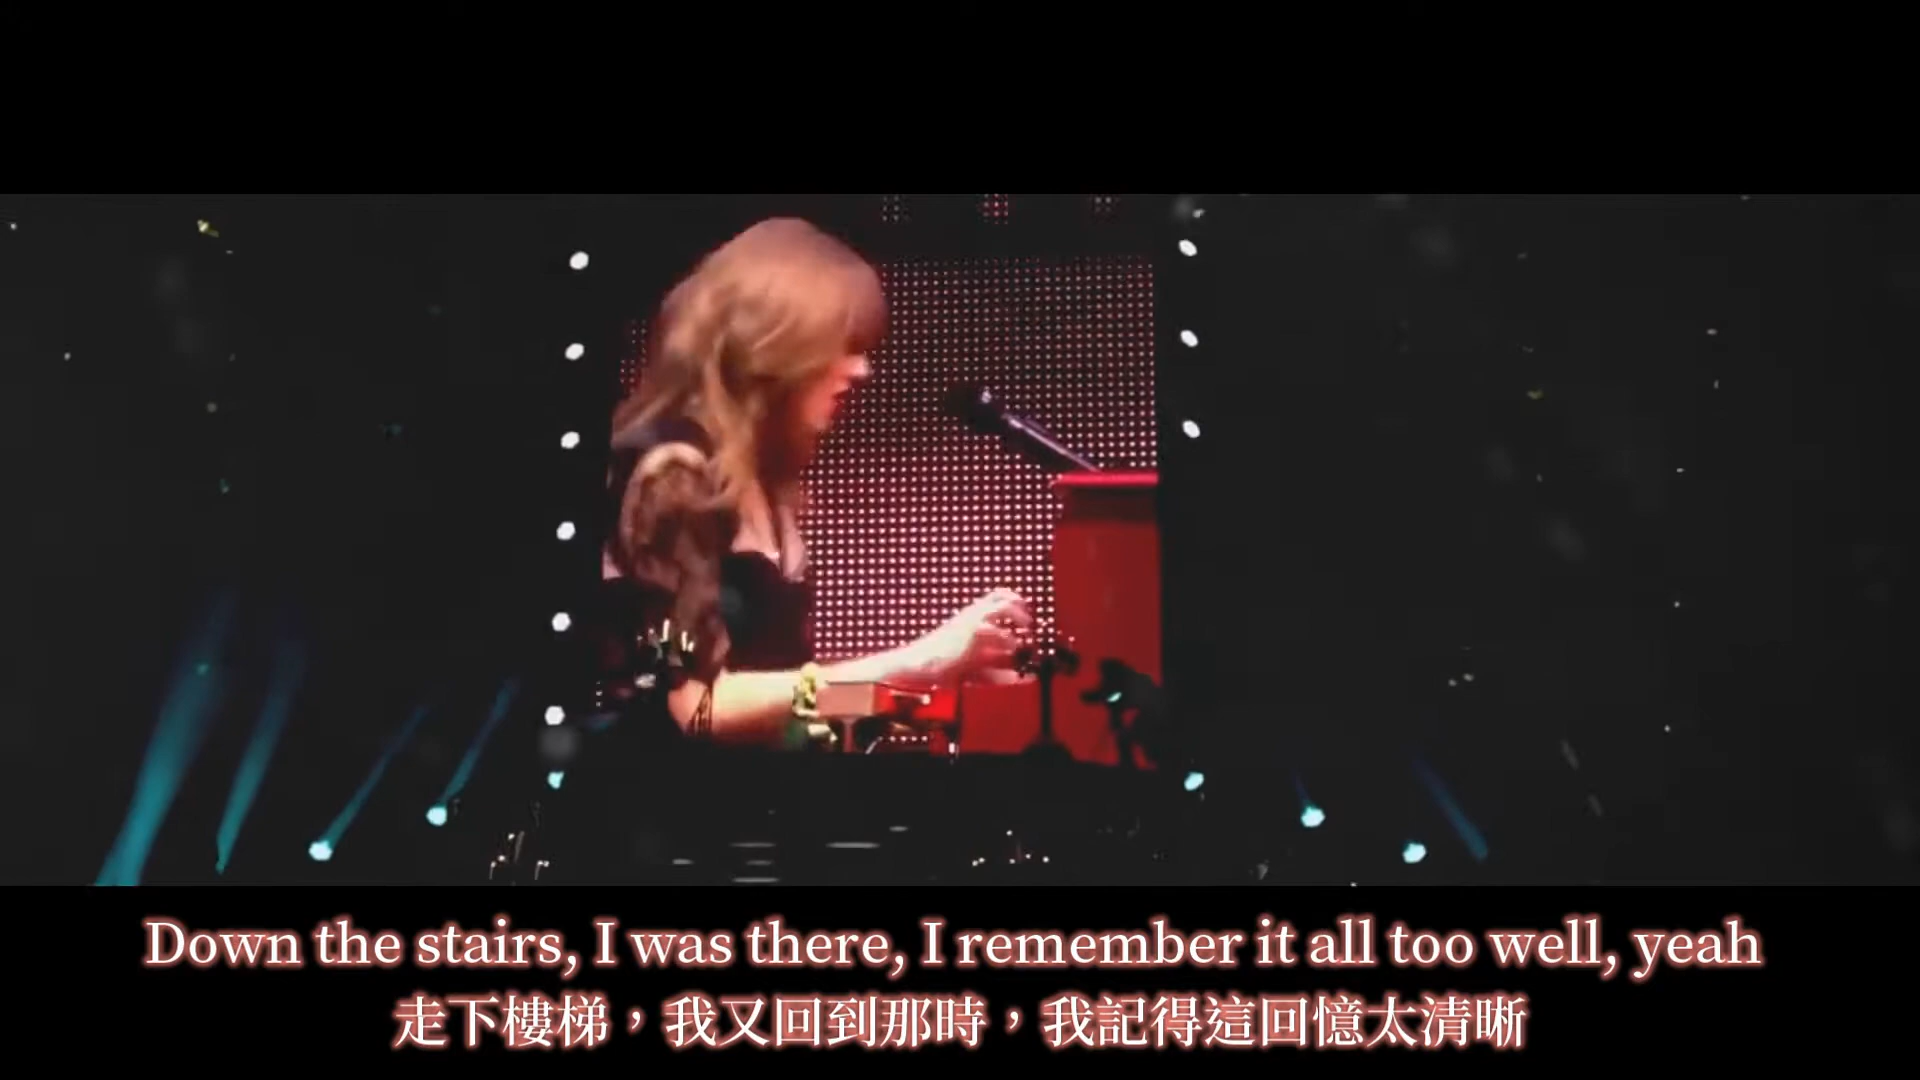 Down the stairs, I was there, I remember it all too well, yeah
走下樓梯，我又回到那時，我記得這回憶太清晰